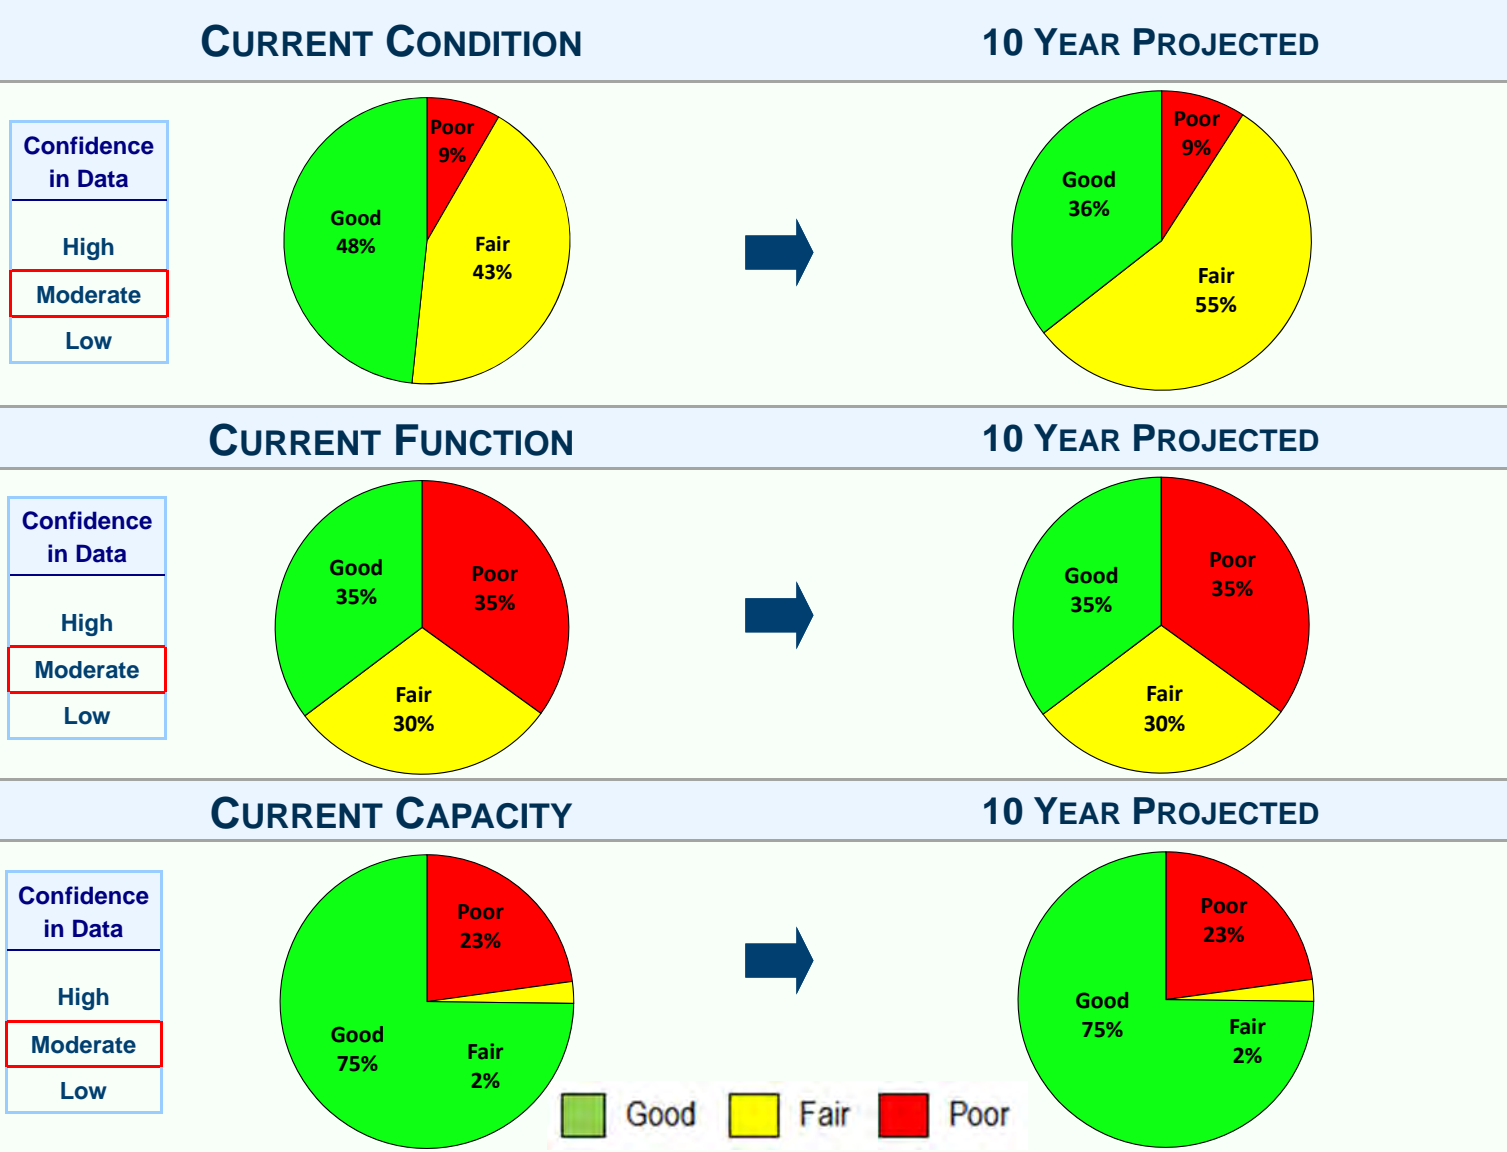 CURRENT CONDITION
10 YEAR PROJECTED
Confidence
in Data
High
Moderate
Low
Poor
9%
Good
48%
Fair
43%
Poor
9%
Good
36%
Fair
55%
CURRENT FUNCTION
10 YEAR PROJECTED
Confidence
in Data
High
Moderate
Low
Good
35%
Poor
35%
Fair
30%
Good
35%
Poor
35%
Fair
30%
CURRENT CAPACITY
10 YEAR PROJECTED
Confidence
in Data
High
Moderate
Low
Poor
23%
Good
75%
Fair
2%
Poor
23%
Good
75%
Fair
2%
Good
Fair
Poor